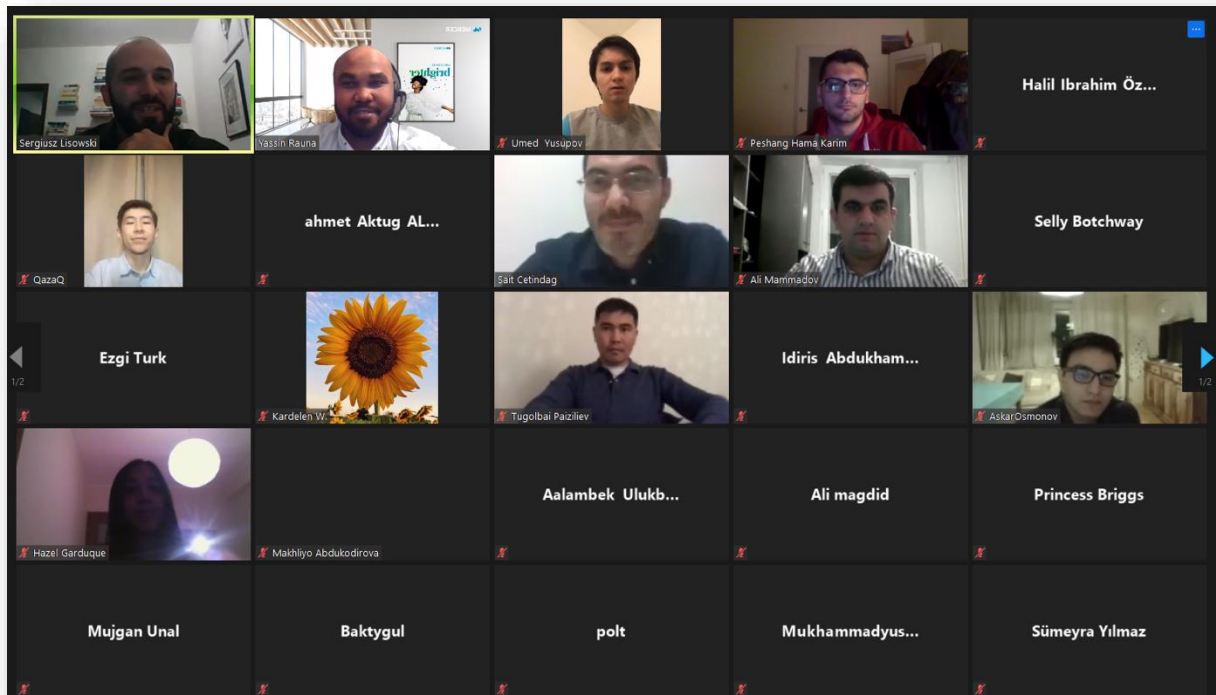 Sergiusz Lisowski
MERCER
brighter
Yassin Rauna
Umed Yusupov
Peshang Hama Karim
Halil Ibrahim Öz...
QazaQ
ahmet Aktug AL...
Sait Cetindag
Ali Mammadov
Selly Botchway
1/2
Ezgi Turk
Kardelen W.
Tugolbai Paiziliev
Idiris Abdukham...
AskarOsmonov
1/2
Hazel Garduque
Makhliyo Abdukodirova
Aalambek Ulukb...
Ali magdid
Princess Briggs
Mujgan Unal
Baktygul
polt
Mukhammadyus...
Sümeyra Yılmaz